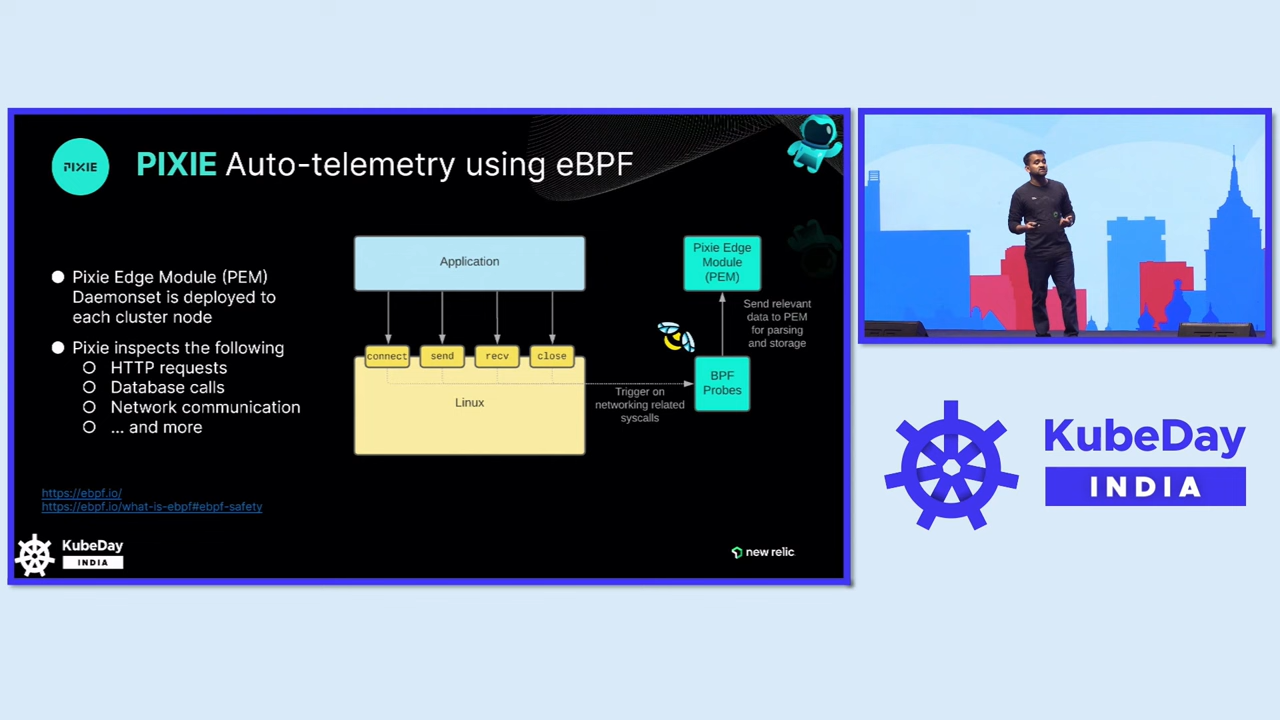 PIXIE
PIXIE Auto-telemetry using eBPF
● Pixie Edge Module (PEM)
Daemonset is deployed to
each cluster node
● Pixie inspects the following
○ HTTP requests
○ Database calls
○ Network communication
○ ... and more
https://ebpf.io/
https://ebpf.io/what-is-ebpf#ebpf-safety
Application
connect
send
recv
close
Linux
Trigger on
networking related
syscalls
Pixie Edge
Module
(PEM)
Send relevant
data to PEM
for parsing
and storage
BPF
Probes
KubeDay
INDIA
new relic
KubeDay
INDIA